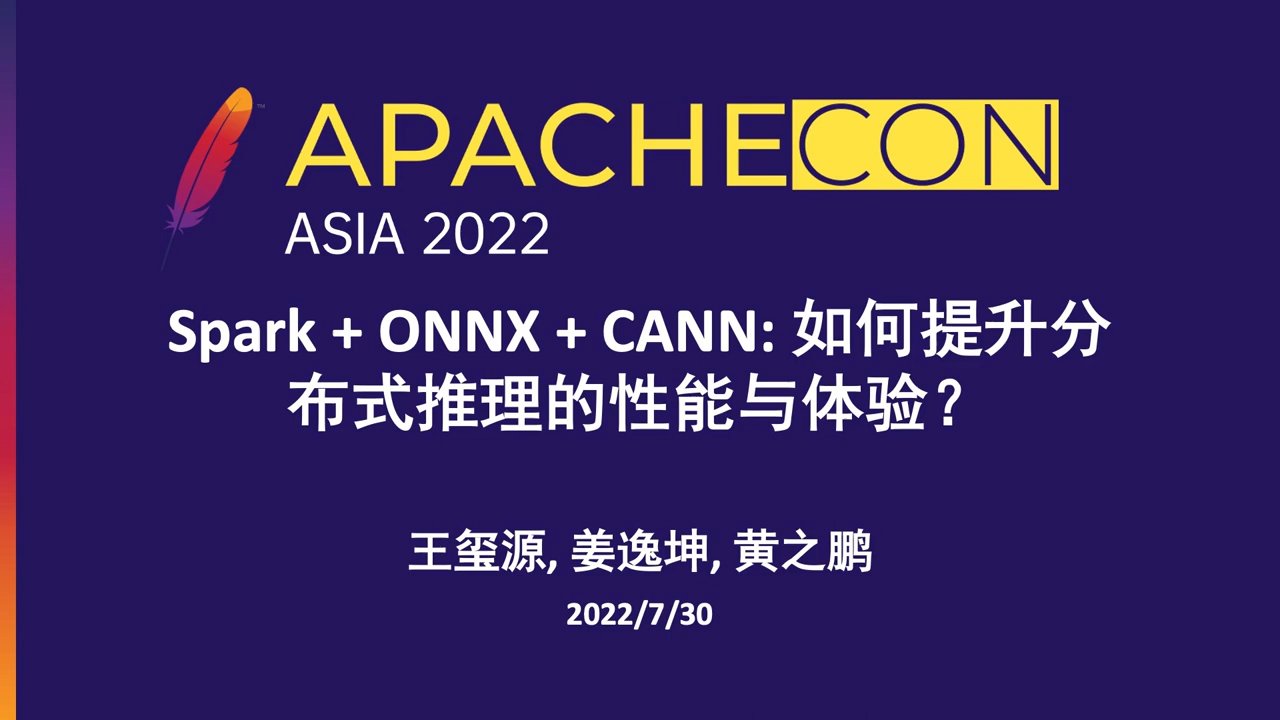 APACHECON
™
ASIA 2022
Spark + ONNX + CANN: 如何提升分
布式推理的性能与体验?
王玺源, 姜逸坤, 黄之鹏
2022/7/30